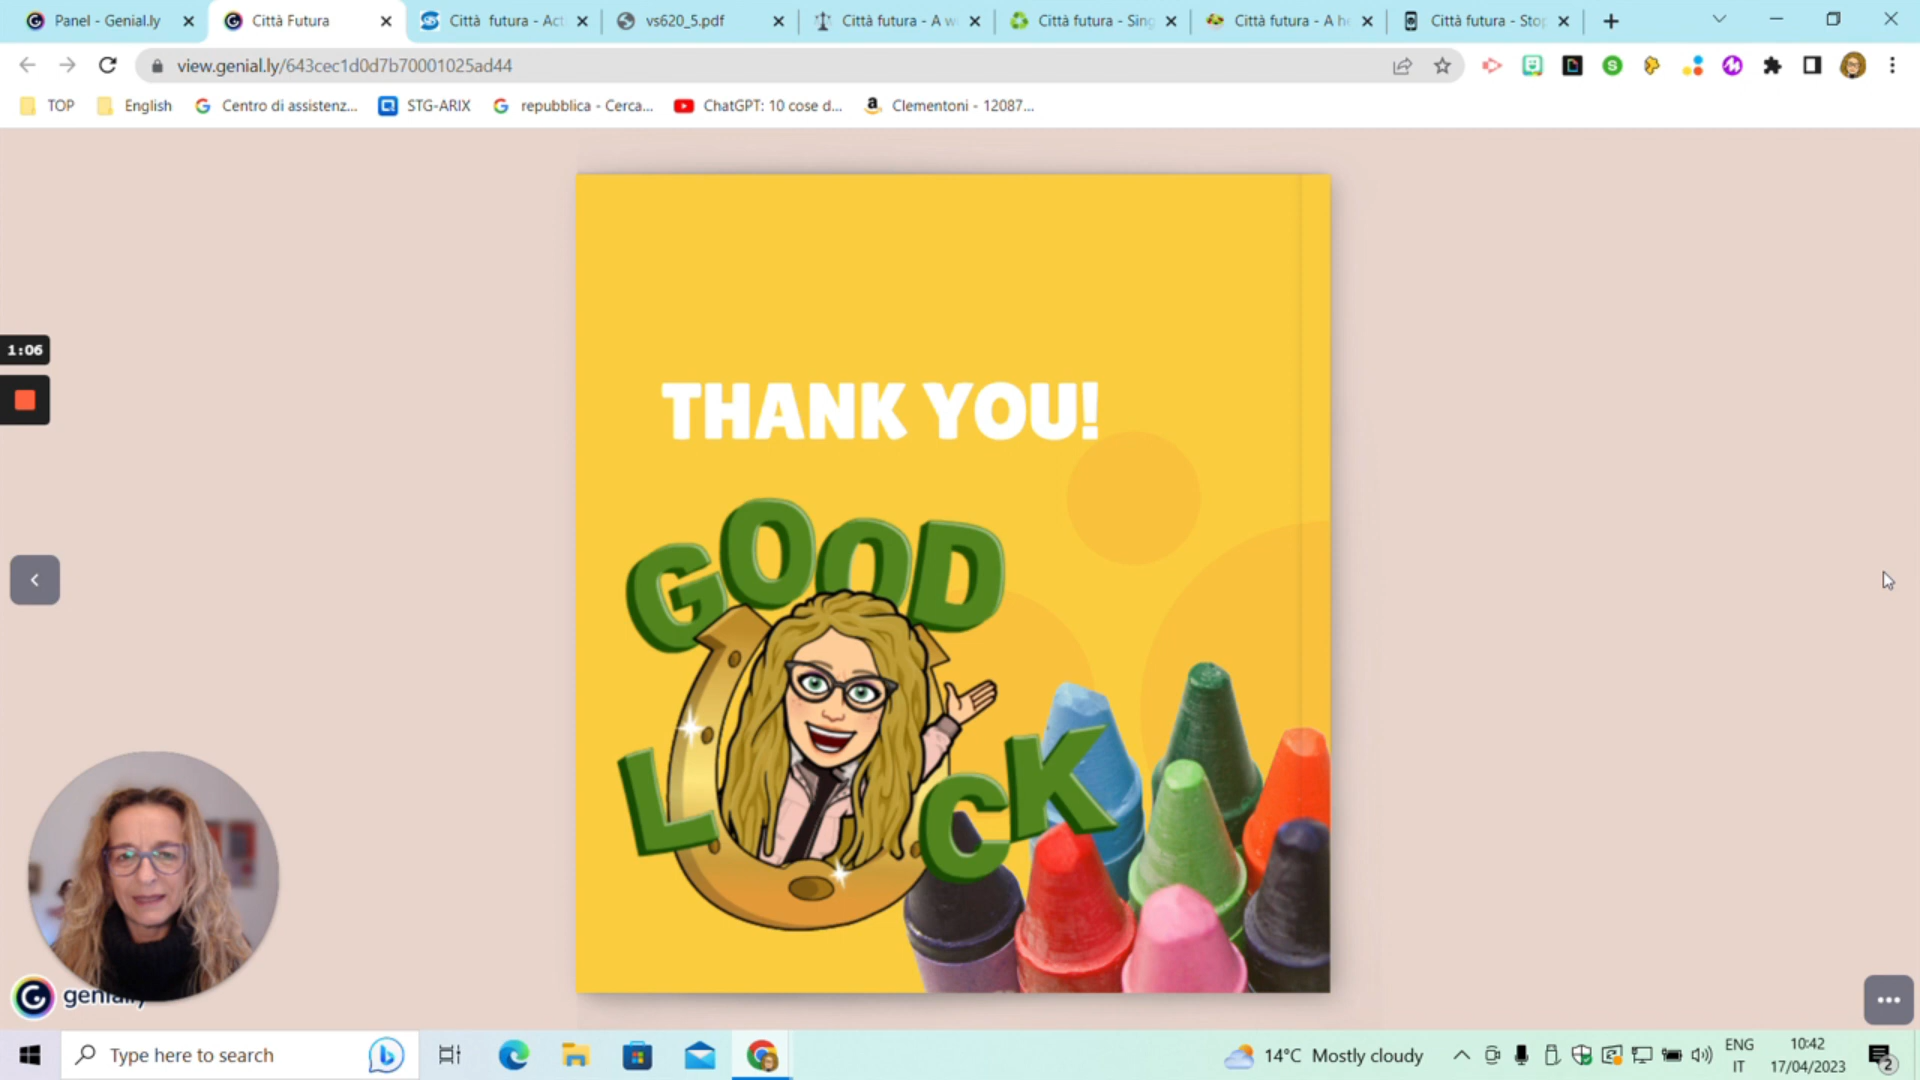 Panel - Genial.ly
Città Futura
Città futura - Act
vs620_5.pdf
Città futura - A w
Città futura - Sing
Città futura - A he
Città futura - Stop
view.genial.ly/643cec1d0d7b70001025ad44
TOP
English
Centro di assistenz...
STG-ARIX
repubblica - Cerca...
ChatGPT: 10 cose d...
Clementoni - 12087...
1:06
THANK YOU!
GOOD
LUCK
genially
Type here to search
14°C Mostly cloudy
ENG
IT
10:42
17/04/2023
2